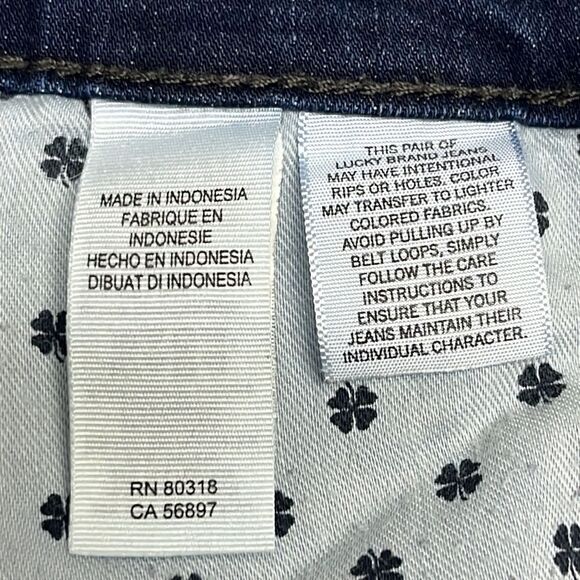 MADE IN INDONESIA
FABRIQUE EN
INDONESIE
HECHO EN INDONESIA
DIBUAT DI INDONESIA
RN 80318
CA 56897
THIS PAIR OF
LUCKY BRAND JEANS
MAY HAVE INTENTIONAL
RIPS OR HOLES. COLOR
MAY TRANSFER TO LIGHTER
COLORED FABRICS.
AVOID PULLING UP BY
BELT LOOPS, SIMPLY
FOLLOW THE CARE
INSTRUCTIONS TO
ENSURE THAT YOUR
JEANS MAINTAIN THEIR
INDIVIDUAL CHARACTER.